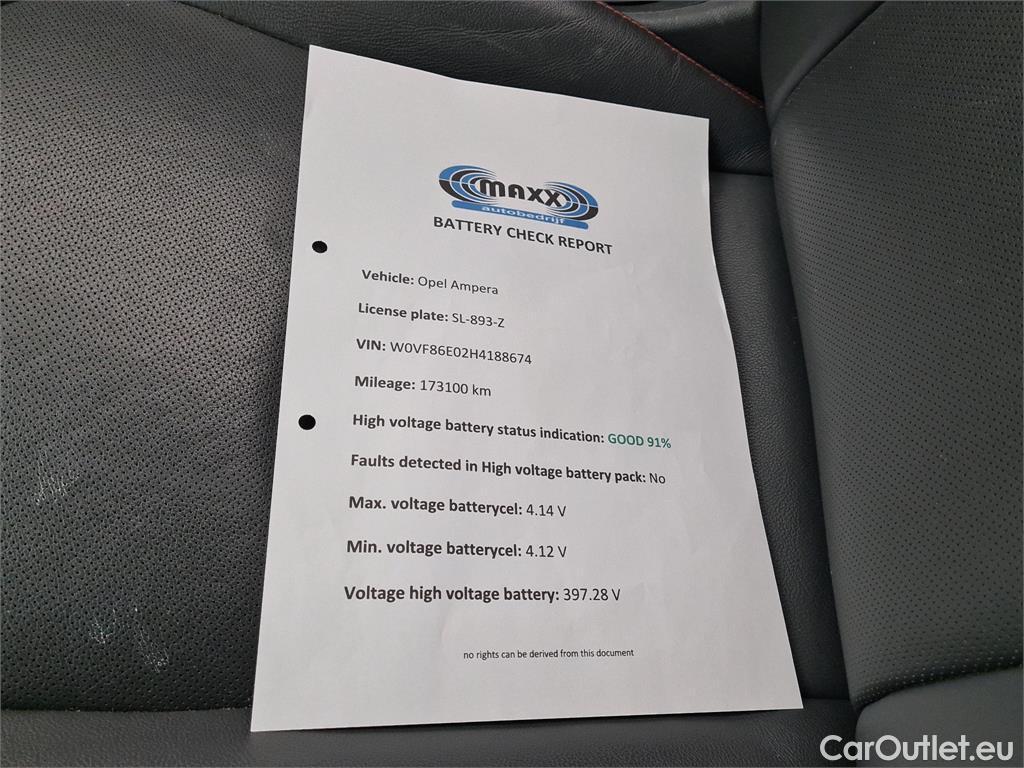 MAXX
autobedrijf
BATTERY CHECK REPORT
Vehicle: Opel Ampera
License plate: SL-893-Z
VIN: W0VF86E02H4188674
Mileage: 173100 km
High voltage battery status indication: GOOD 91%
Faults detected in High voltage battery pack: No
Max. voltage batterycel: 4.14 V
Min. voltage batterycel: 4.12 V
Voltage high voltage battery: 397.28 V
no rights can be derived from this document
CarOutlet.eu